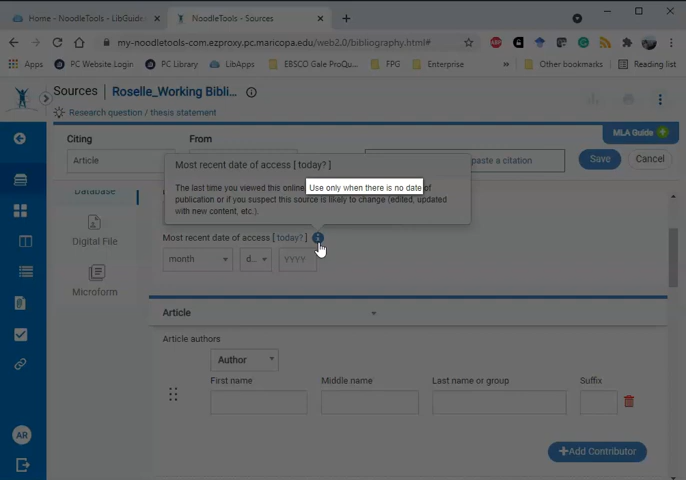 Home - NoodleTools - LibGuid
NoodleTools - Sources
my-noodletools-com.ezproxy.mancopa.edu/web2.0/bibliography.html#
Apps
PC Website Login
PC Library
LibApps
EBSCO Gale ProQu...
FPG
Enterprise
»
Other bookmarks
Reading list
Sources
Roselle_Working Bibli...
Research question / thesis statement
MLA Guide
Citing
From
Article
paste a citation
Save
Cancel
Most recent date of access [ today? ]
The last time you viewed this online. Use only when there is no date of
publication or if you suspect this source is likely to change (edited, updated
with new content, etc.).
Database
Digital File
Microform
Most recent date of access [ today? ]
month
d...
YYYY
Article
Article authors
Author
First name
Middle name
Last name or group
Suffix
+Add Contributor
AR